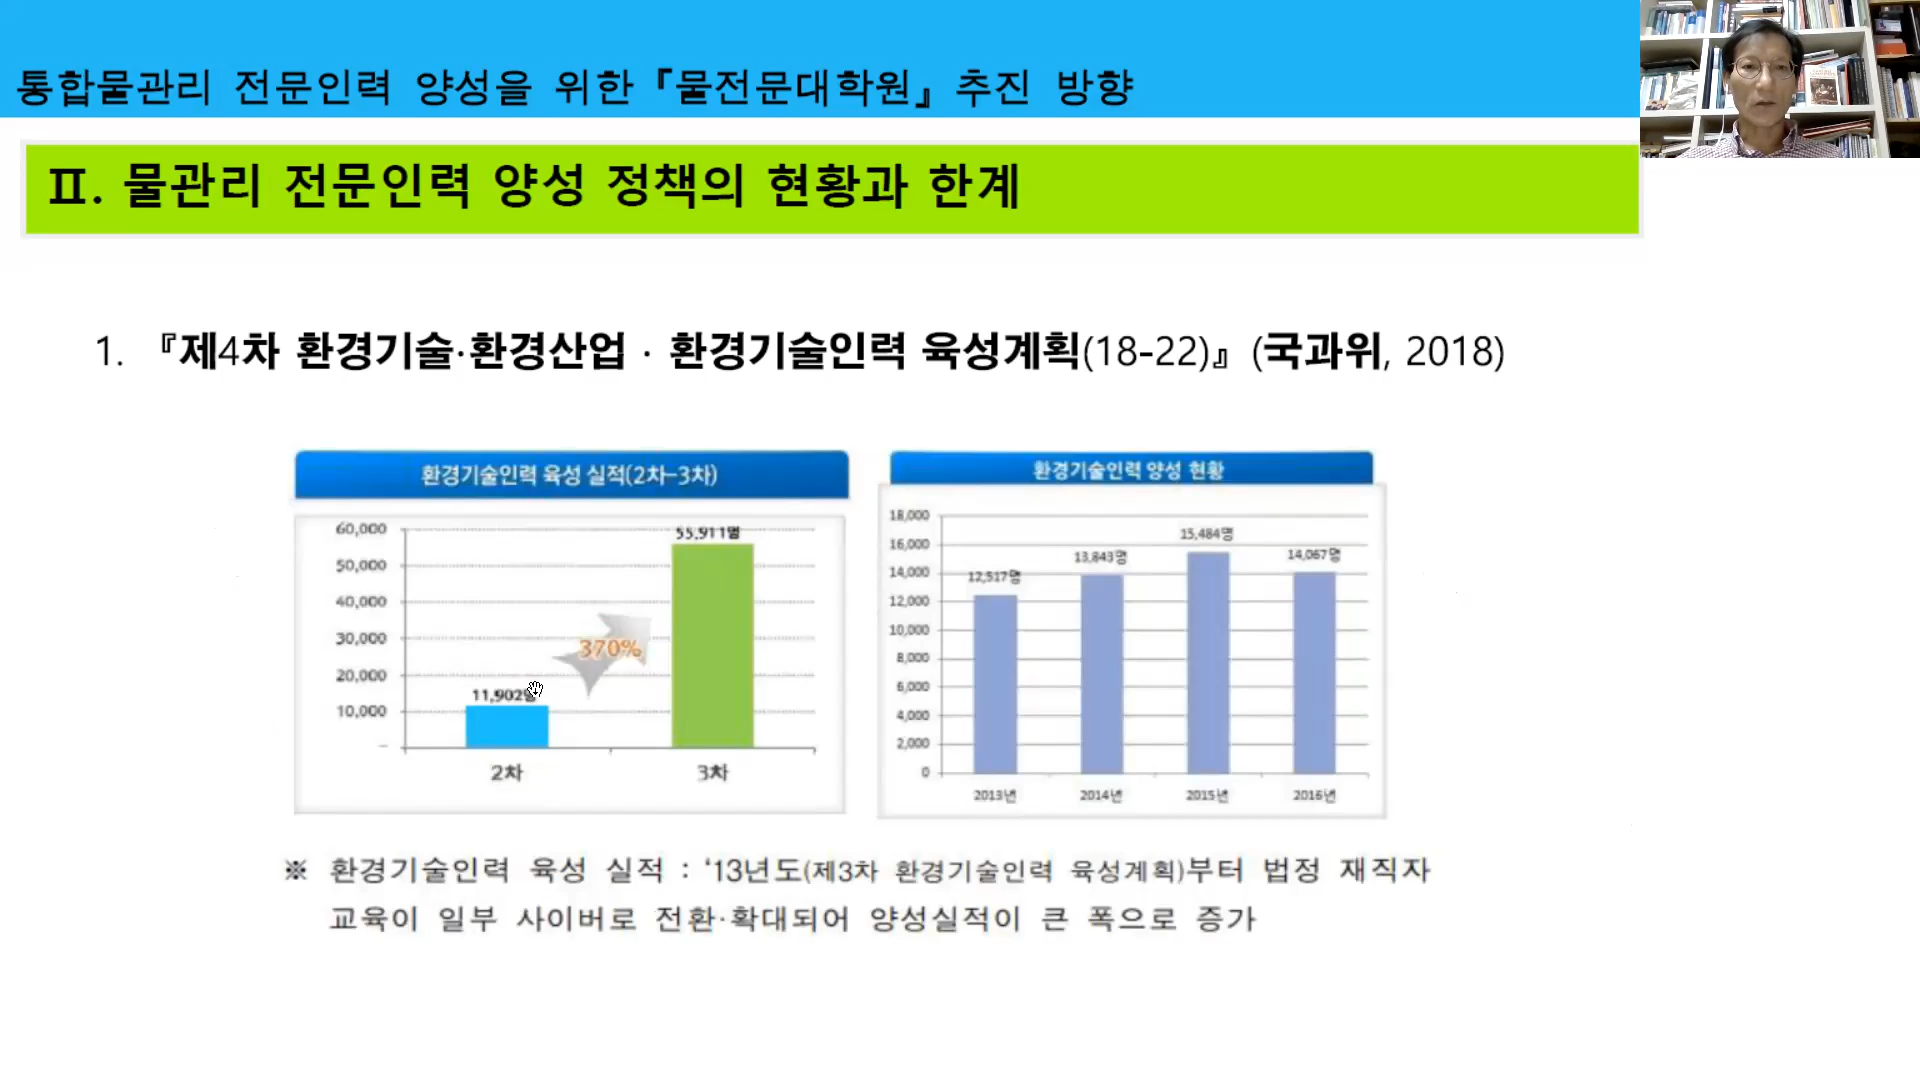 통합물관리 전문인력 양성을 위한『물전문대학원』추진 방향
Ⅱ. 물관리 전문인력 양성 정책의 현황과 한계
1. 『제4차 환경기술·환경산업 · 환경기술인력 육성계획(18-22)』(국과위, 2018)
환경기술인력 육성 실적(2차-3차)
60,000
50,000
40,000
30,000
20,000
10,000
-
55,911명
370%
11,902명
2차
3차
환경기술인력 양성 현황
18,000
16,000
14,000
12,000
10,000
8,000
6,000
4,000
2,000
0
12,517명
13,843명
15,484명
14,067명
2013년
2014년
2015년
2016년
※ 환경기술인력 육성 실적 : ‘13년도(제3차 환경기술인력 육성계획)부터 법정 재직자
교육이 일부 사이버로 전환·확대되어 양성실적이 큰 폭으로 증가